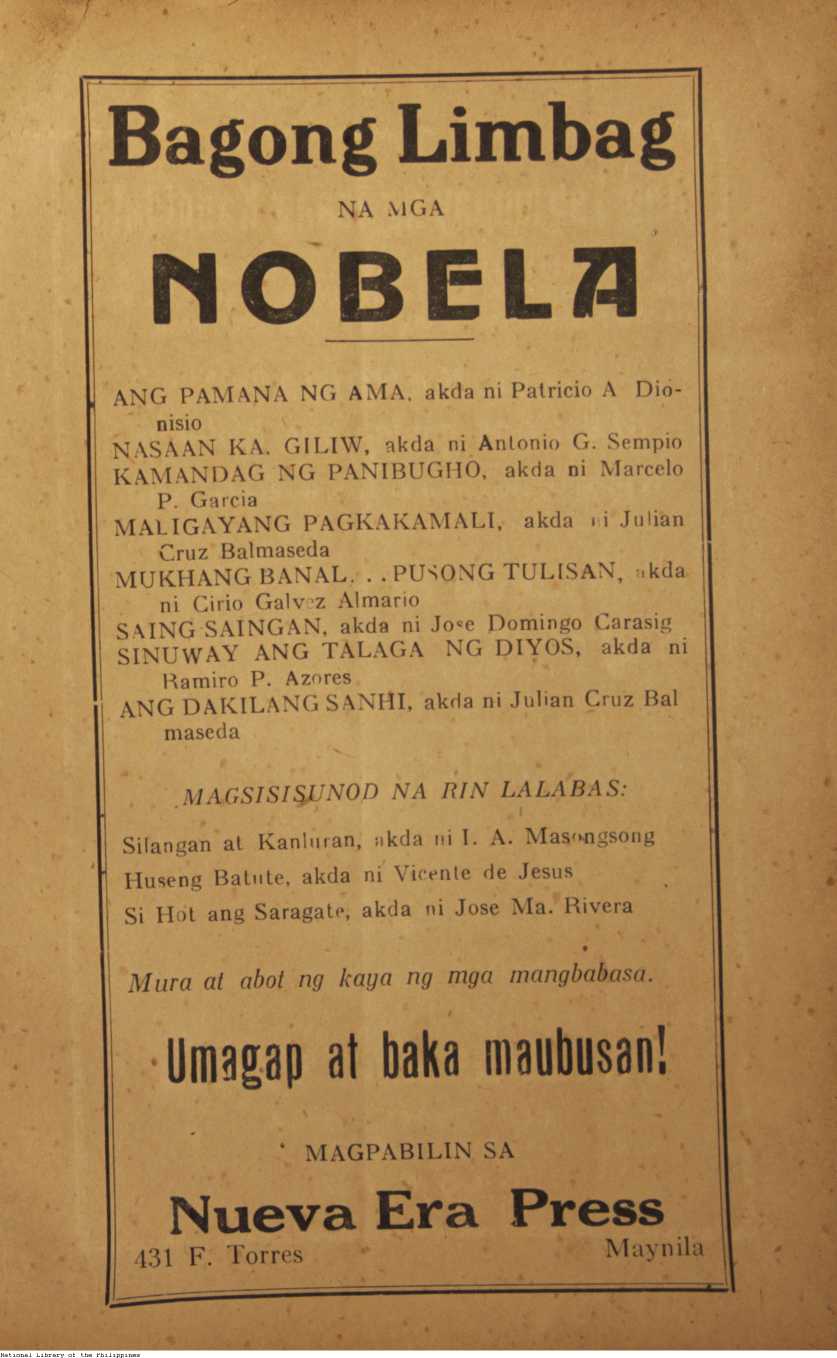 Bagong Limbag
NA MGA
NOBELA
ANG PAMANA NG AMA, akda ni Patricio A Dio-
nisio
NASAAN KA, GILIW, akda ni Antonio G. Sempio
KAMANDAG NG PANIBUGHO, akda ni Marcelo
P. Garcia
MALIGAYANG PAGKAKAMALI, akda ni Julian
Cruz Balmaseda
MUKHANG BANAL. . .PUSONG TULISAN, akda
ni Cirio Galvez Almario
SAING SAINGAN, akda ni Jose Domingo Carasig
SINUWAY ANG TALAGA NG DIYOS, akda ni
Ramiro P. Azores
ANG DAKILANG SANHI, akda ni Julian Cruz Bal
maseda
MAGSISISUNOD NA RIN LALABAS:
Silangan at Kanluran, akda ni I. A. Masongsong
Huseng Batute, akda ni Vicente de Jesus
Si Hot ang Saragate, akda ni Jose Ma. Rivera
Mura at abot ng kaya ng mga mangbabasa.
Umagap at baka maubusan!
MAGPABILIN SA
Nueva Era Press
431 F. Torres Maynila
National Library of the Philippines